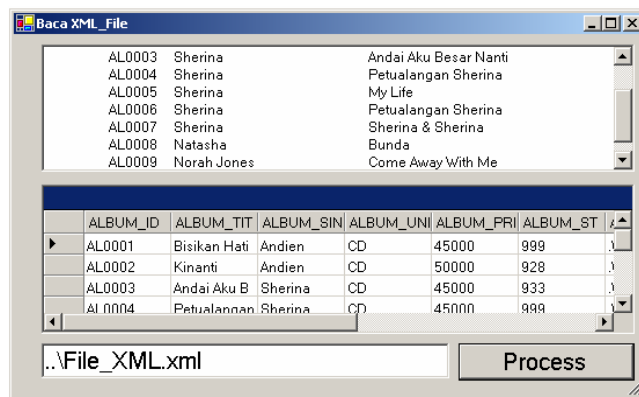 Baca XML_File
AL0003 Sherina Andai Aku Besar Nanti
AL0004 Sherina Petualangan Sherina
AL0005 Sherina My Life
AL0006 Sherina Petualangan Sherina
AL0007 Sherina Sherina & Sherina
AL0008 Natasha Bunda
AL0009 Norah Jones Come Away With Me
ALBUM_ID ALBUM_TIT ALBUM_SIN ALBUM_UNI ALBUM_PRI ALBUM_ST
AL0001 Bisikan Hati Andien CD 45000 999
AL0002 Kinanti Andien CD 50000 928
AL0003 Andai Aku B Sherina CD 45000 933
AL0004 Petualangan Sherina CD 45000 999
..\File_XML.xml Process